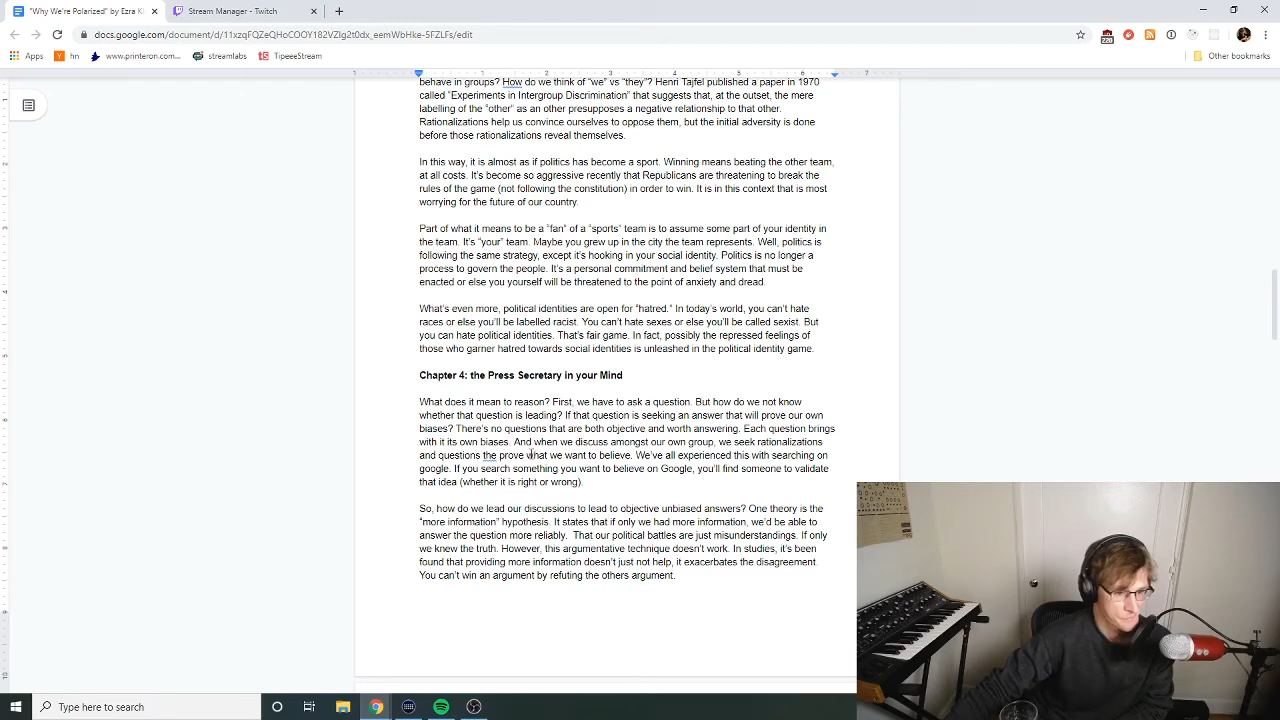 "Why We're Polarized" by Ezra Kl
Stream Manager - Twitch
docs.google.com/document/d/11xzqFQZeQHoCOOY182VZIg2t0dx_eemWbHke-5FZLFs/edit
220
Apps
hn
www.printeron.com/...
streamlabs
TipeeeStream
Other bookmarks
1 1 2 3 4 5 6 7
behave in groups? How do we think of "we" vs "they"? Henri Taifel published a paper in 1970
called "Experiments in Intergroup Discrimination" that suggests that, at the outset, the mere
labelling of the "other" as an other presupposes a negative relationship to that other.
Rationalizations help us convince ourselves to oppose them, but the initial adversity is done
before those rationalizations reveal themselves.
In this way, it is almost as if politics has become a sport. Winning means beating the other team,
at all costs. It's become so aggressive recently that Republicans are threatening to break the
rules of the game (not following the constitution) in order to win. It is in this context that is most
worrying for the future of our country.
Part of what it means to be a "fan" of a "sports" team is to assume some part of your identity in
the team. It's "your" team. Maybe you grew up in the city the team represents. Well, politics is
following the same strategy, except it's hooking in your social identity. Politics is no longer a
process to govern the people. It's a personal commitment and belief system that must be
enacted or else you yourself will be threatened to the point of anxiety and dread.
What's even more, political identities are open for "hatred." In today's world, you can't hate
races or else you'll be labelled racist. You can't hate sexes or else you'll be called sexist. But
you can hate political identities. That's fair game. In fact, possibly the repressed feelings of
those who garner hatred towards social identities is unleashed in the political identity game.
Chapter 4: the Press Secretary in your Mind
What does it mean to reason? First, we have to ask a question. But how do we not know
whether that question is leading? If that question is seeking an answer that will prove our own
biases? There's no questions that are both objective and worth answering. Each question brings
with it its own biases. And when we discuss amongst our own group, we seek rationalizations
and questions the prove what we want to believe. We've all experienced this with searching on
google. If you search something you want to believe on Google, you'll find someone to validate
that idea (whether it is right or wrong).
So, how do we lead our discussions to lead to objective unbiased answers? One theory is the
"more information" hypothesis. It states that if only we had more information, we'd be able to
answer the question more reliably. That our political battles are just misunderstandings. If only
we knew the truth. However, this argumentative technique doesn't work. In studies, it's been
found that providing more information doesn't just not help, it exacerbates the disagreement.
You can't win an argument by refuting the others argument.
Type here to search